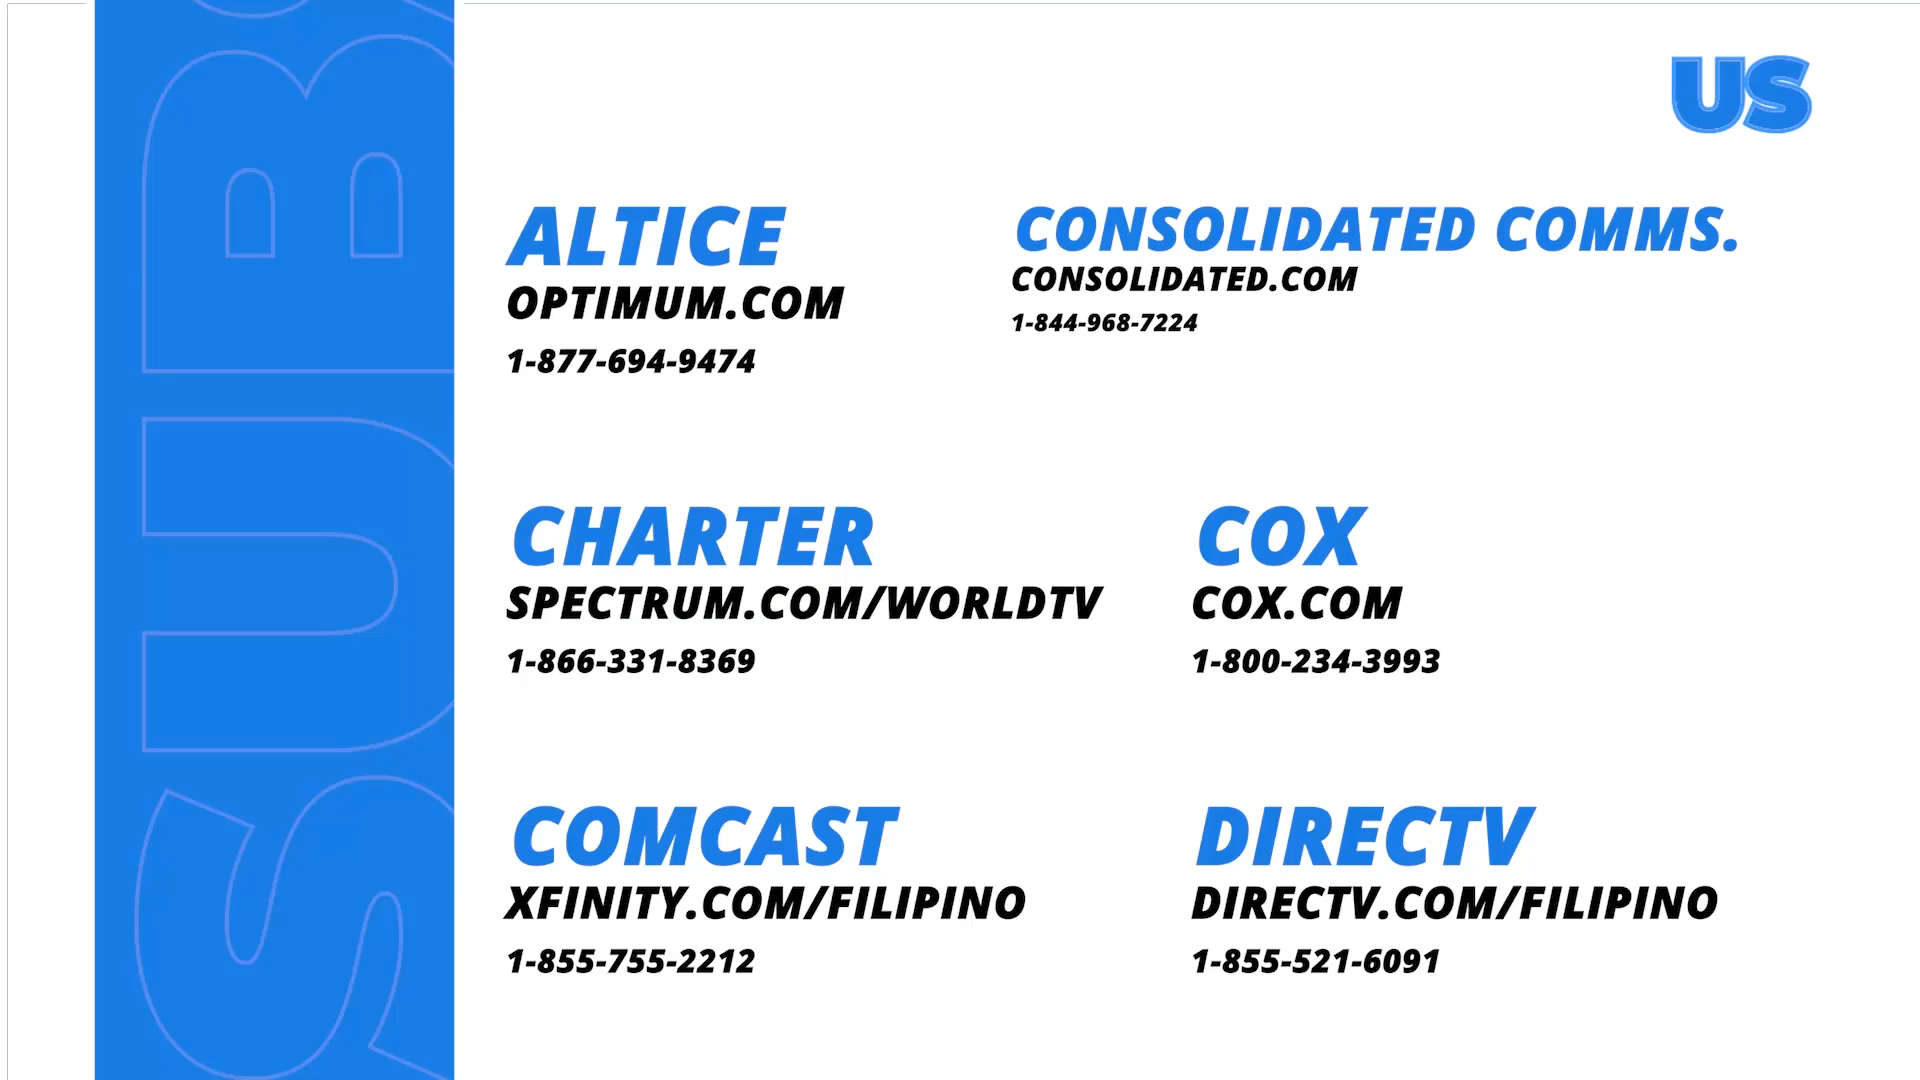 US
ALTICE
OPTIMUM.COM
1-877-694-9474
CONSOLIDATED COMMS.
CONSOLIDATED.COM
1-844-968-7224
CHARTER
SPECTRUM.COM/WORLDTV
1-866-331-8369
COX
COX.COM
1-800-234-3993
COMCAST
XFINITY.COM/FILIPINO
1-855-755-2212
DIRECTV
DIRECTV.COM/FILIPINO
1-855-521-6091
SUB